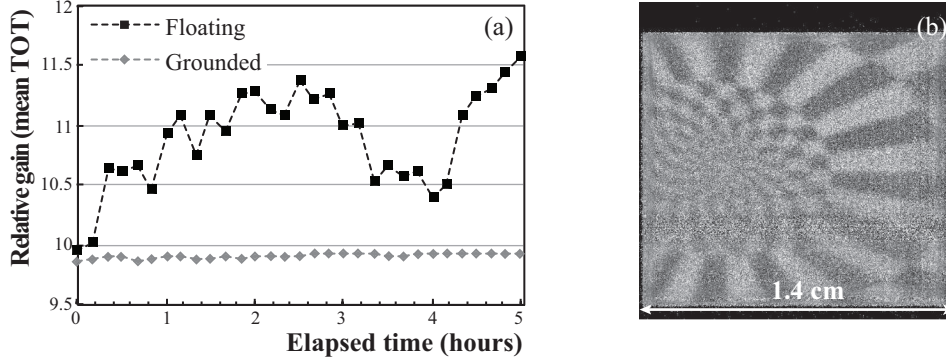 12
11.5
11
10.5
10
9.5
0
1
2
3
4
5
Floating
Grounded
(a)
Relative gain (mean TOT)
Elapsed time (hours)
(b)
1.4 cm